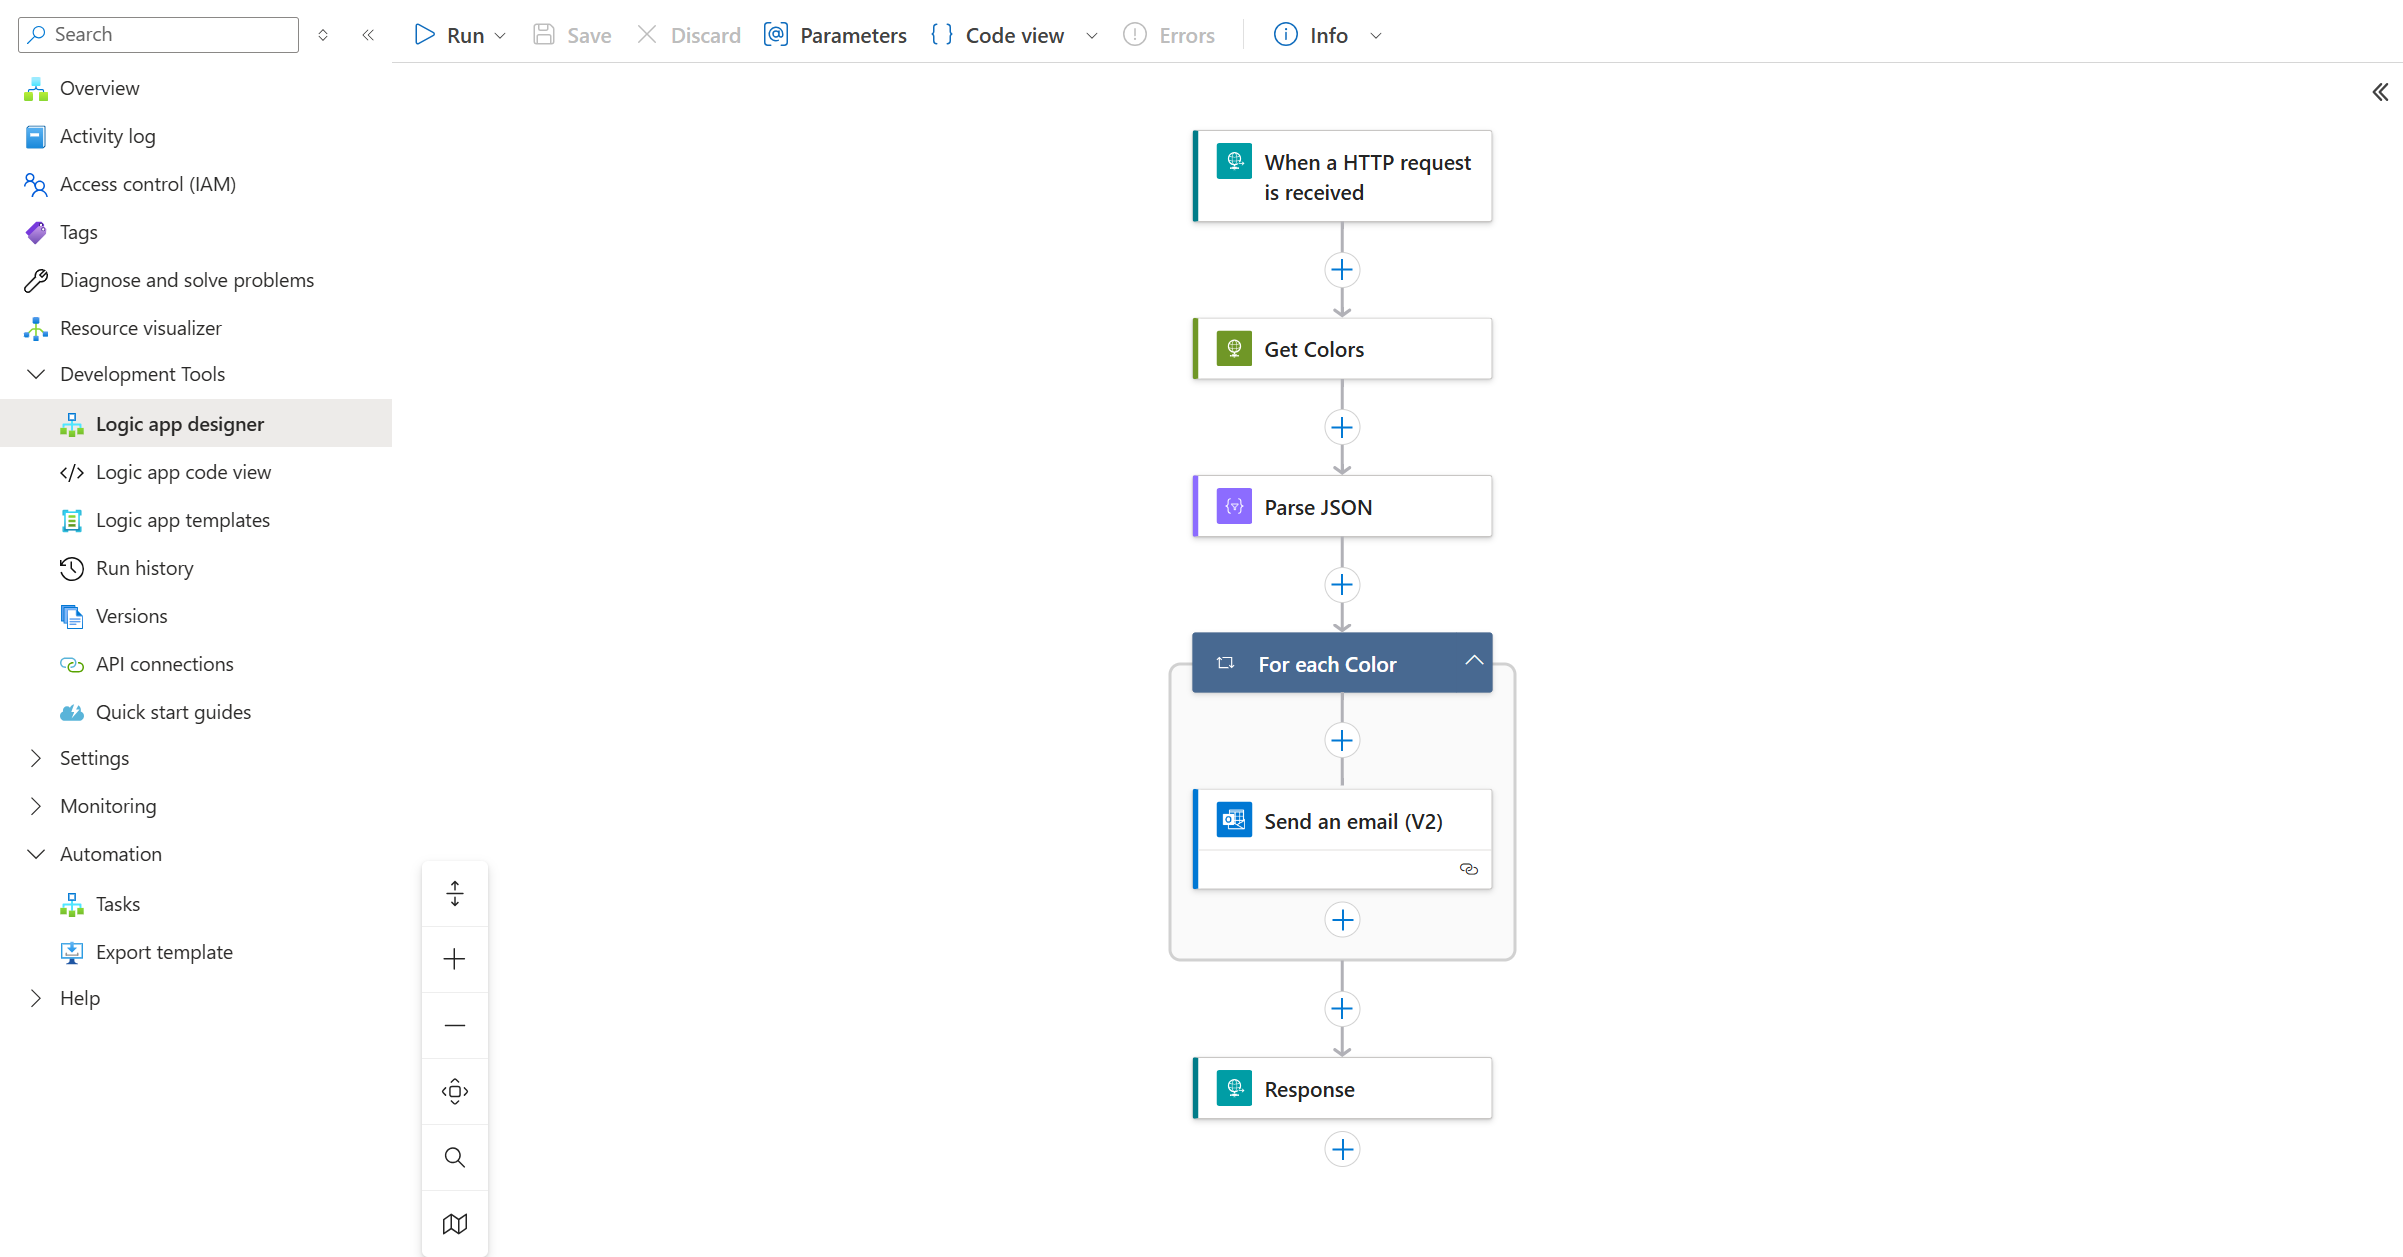 Search
Run
Save
Discard
Parameters
Code view
Errors
Info
Overview
Activity log
Access control (IAM)
Tags
Diagnose and solve problems
Resource visualizer
Development Tools
Logic app designer
Logic app code view
Logic app templates
Run history
Versions
API connections
Quick start guides
Settings
Monitoring
Automation
Tasks
Export template
Help
When a HTTP request
is received
Get Colors
Parse JSON
For each Color
Send an email (V2)
Response